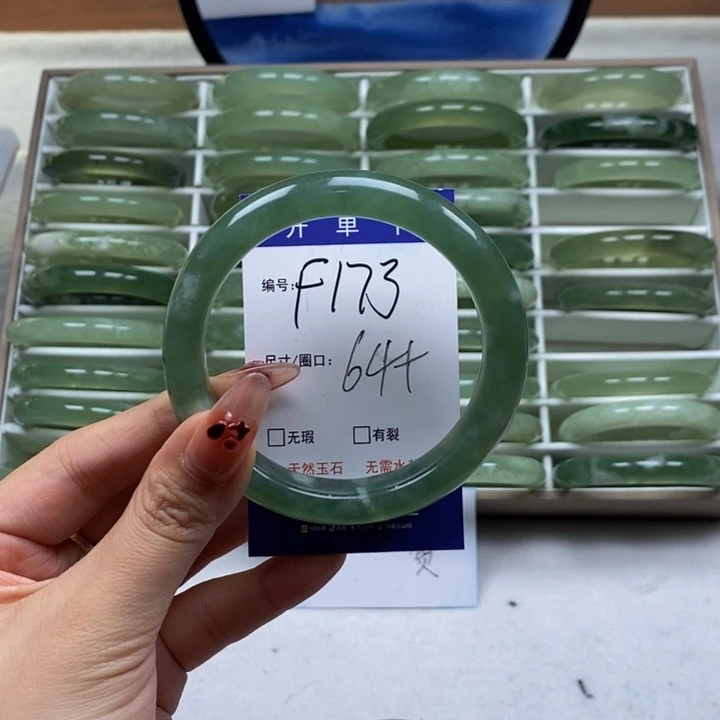 开单
编号: F173
尺寸/圈口: 64+
无瑕 有裂
天然玉石 无需水